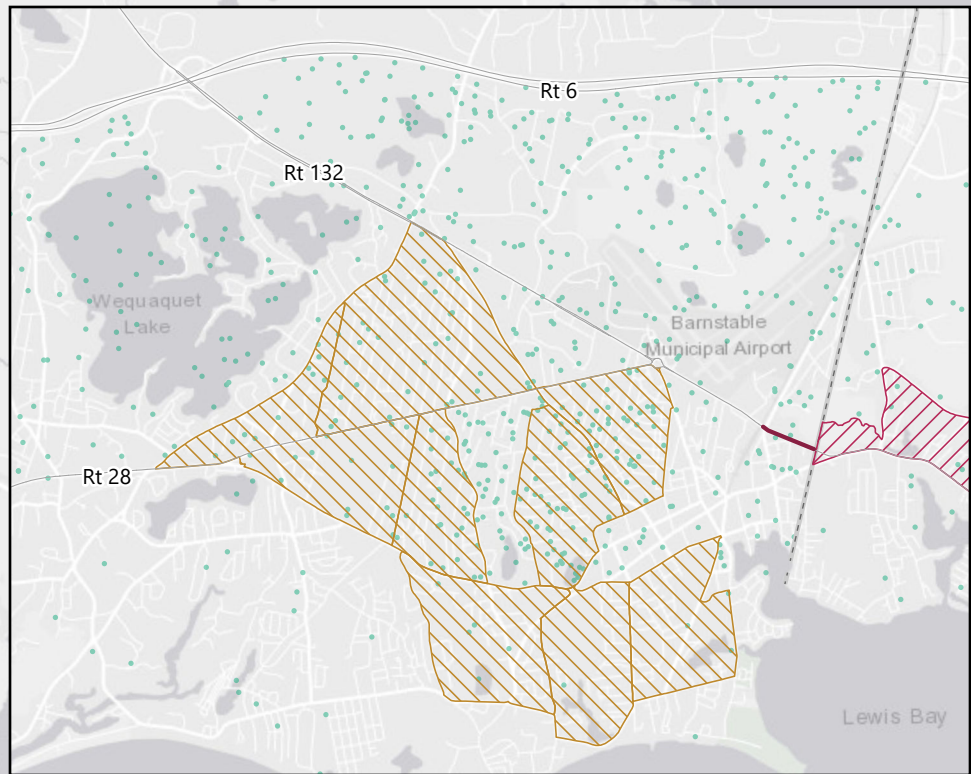 Rt 6
Rt 132
Wequaquet
Lake
Barnstable
Municipal Airport
Rt 28
Lewis Bay